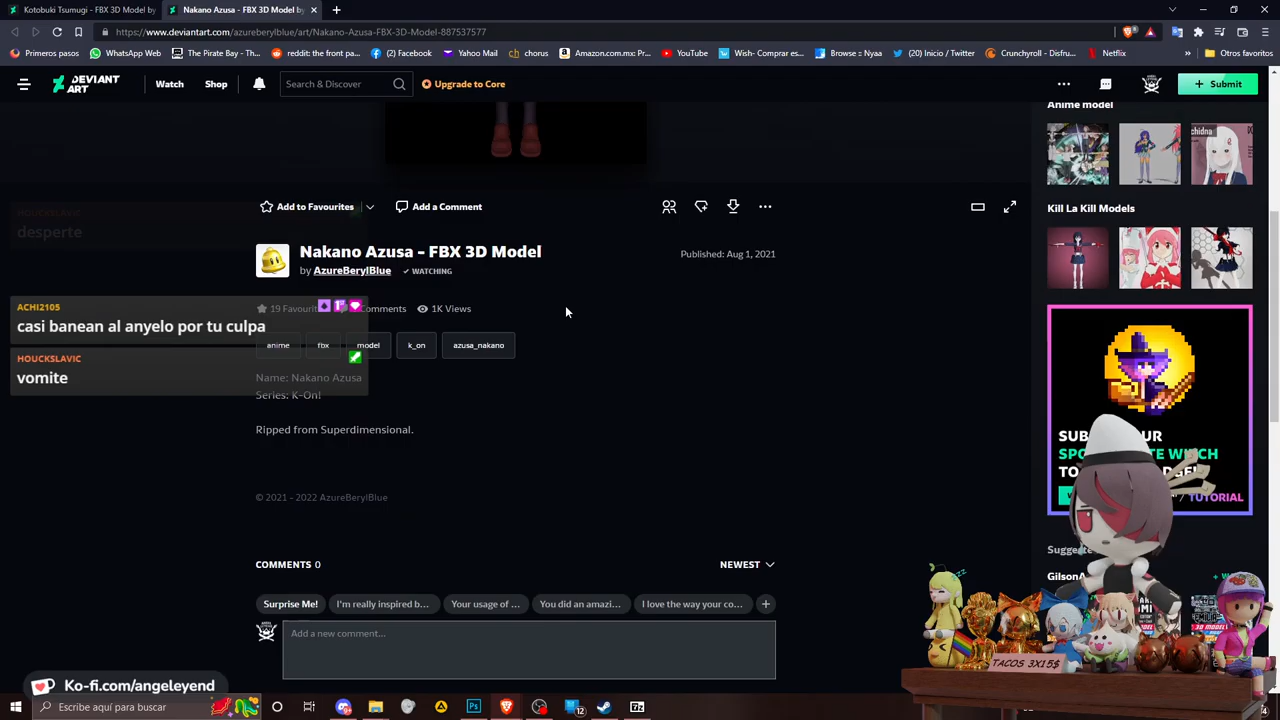 Kotobuki Tsumugi - FBX 3D Model by
Nakano Azusa - FBX 3D Model by
https://www.deviantart.com/azureberylblue/art/Nakano-Azusa-FBX-3D-Model-887537577
Primeros pasos
WhatsApp Web
The Pirate Bay - Th...
reddit: the front pa...
(2) Facebook
Yahoo Mail
chorus
Amazon.com.mx: Pr...
YouTube
Wish- Comprar es...
Browse :: Nyaa
(20) Inicio / Twitter
Crunchyroll - Disfru...
Netflix
Otros favoritos
DEVIANT ART
Watch
Shop
Search & Discover
Upgrade to Core
Submit
Anime model
Kill La Kill Models
Add to Favourites
Add a Comment
HOUCKSLAVIC
desperte
Nakano Azusa - FBX 3D Model
by AzureBerylBlue
WATCHING
Published: Aug 1, 2021
19 Favourit
Comments
1K Views
ACHI2105
casi banean al anyelo por tu culpa
anime
fbx
model
k_on
azusa_nakano
HOUCKSLAVIC
vomite
Name: Nakano Azusa
Series: K-On!
Ripped from Superdimensional.
© 2021 - 2022 AzureBerylBlue
TUTORIAL
COMMENTS 0
NEWEST
Surprise Me!
I'm really inspired b...
Your usage of ...
You did an amazi...
I love the way your co...
Add a new comment...
TACOS 3X15$
Ko-fi.com/angeleyend
Escribe aquí para buscar